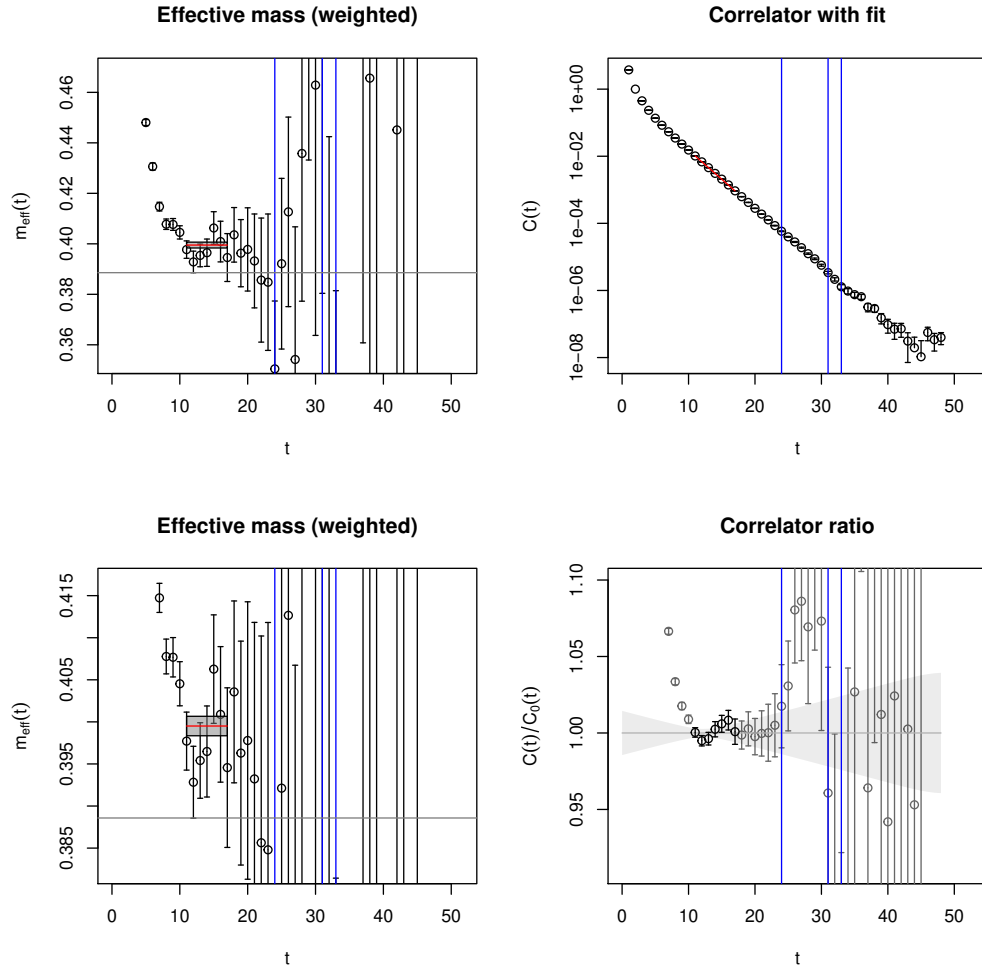 Effective mass (weighted)
m_eff(t)
0.36 0.38 0.40 0.42 0.44 0.46
0 10 20 30 40 50
t
Correlator with fit
C(t)
1e-08 1e-06 1e-04 1e-02 1e+00
0 10 20 30 40 50
t
Effective mass (weighted)
m_eff(t)
0.385 0.395 0.405 0.415
0 10 20 30 40 50
t
Correlator ratio
C(t)/C_0(t)
0.95 1.00 1.05 1.10
0 10 20 30 40 50
t